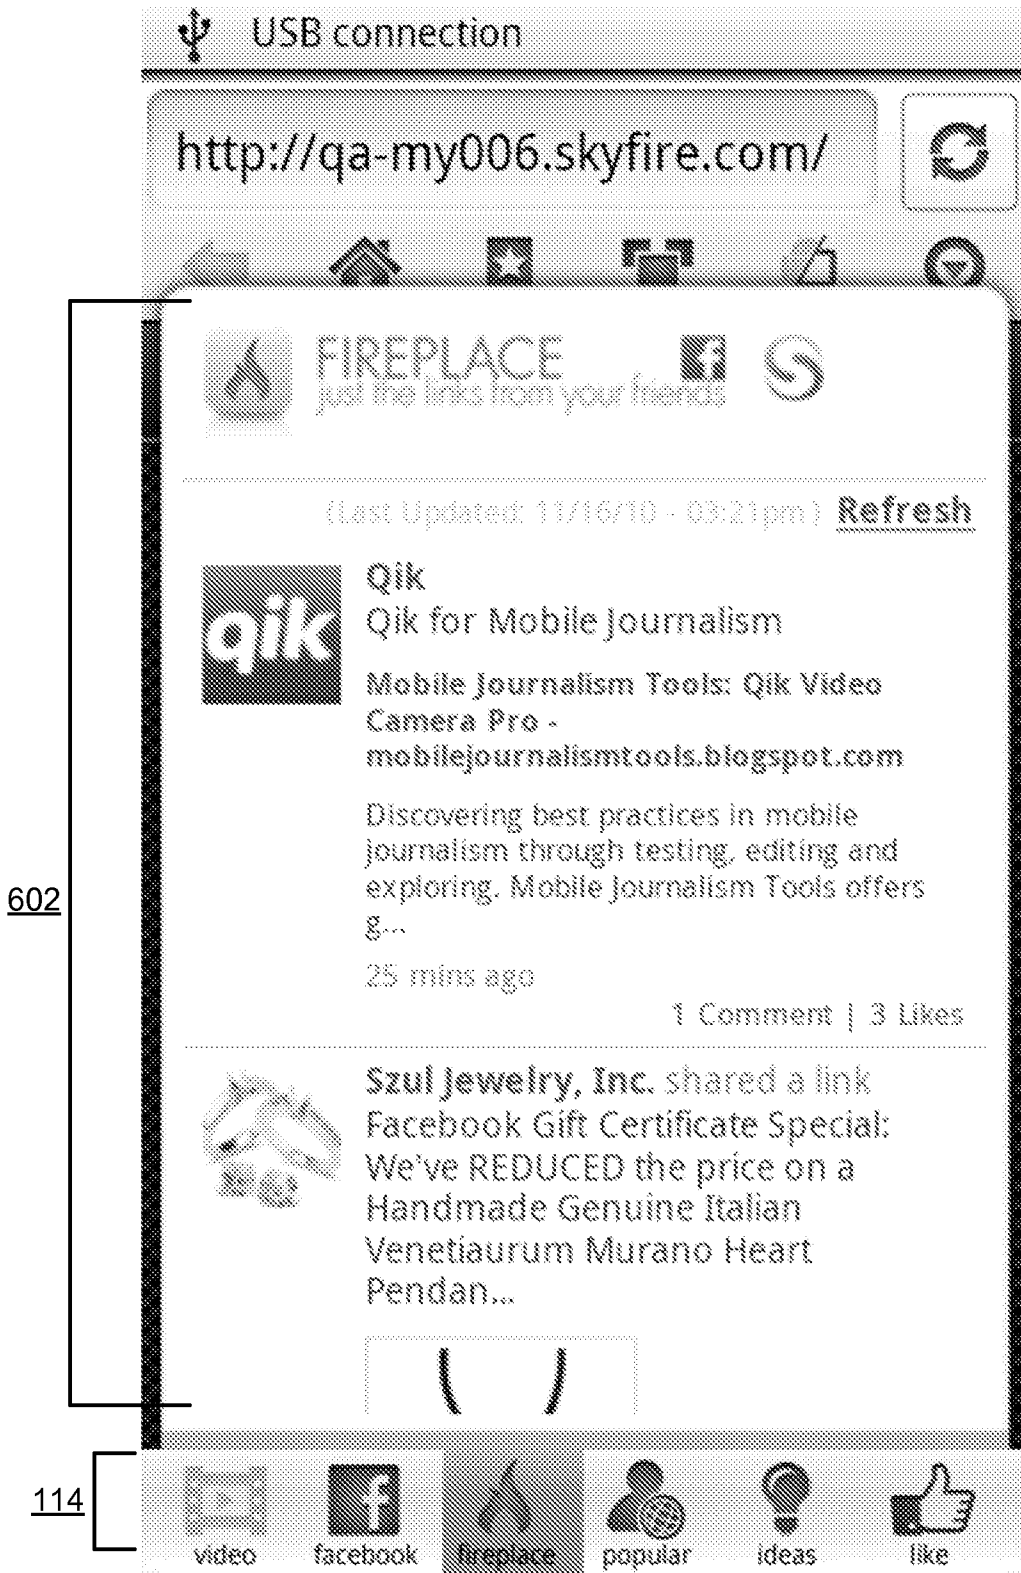 USB connection
http://qa-my006.skyfire.com/
FIREPLACE
just the links from your friends
(Last Updated: 11/16/10 - 03:21pm) Refresh
qik
Qik
Qik for Mobile Journalism
Mobile Journalism Tools: Qik Video
Camera Pro -
mobilejournalismtools.blogspot.com
Discovering best practices in mobile
journalism through testing, editing and
exploring. Mobile Journalism Tools offers
g...
25 mins ago
1 Comment | 3 Likes
602
Szul Jewelry, Inc. shared a link
Facebook Gift Certificate Special:
We've REDUCED the price on a
Handmade Genuine Italian
Venetiaurum Murano Heart
Pendan...
114
video facebook fireplace popular ideas like